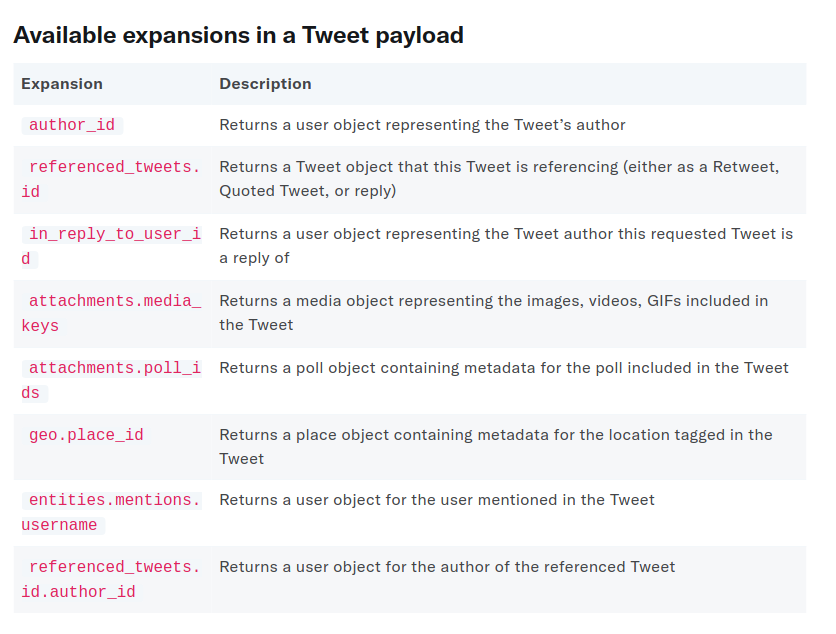 Available expansions in a Tweet payload
Expansion Description
author_id Returns a user object representing the Tweet’s author
referenced_tweets. Returns a Tweet object that this Tweet is referencing (either as a Retweet,
id Quoted Tweet, or reply)
in_reply_to_user_i Returns a user object representing the Tweet author this requested Tweet is
d a reply of
attachments.media_ Returns a media object representing the images, videos, GIFs included in
keys the Tweet
attachments.poll_i Returns a poll object containing metadata for the poll included in the Tweet
ds
geo.place_id Returns a place object containing metadata for the location tagged in the
Tweet
entities.mentions. Returns a user object for the user mentioned in the Tweet
username
referenced_tweets. Returns a user object for the author of the referenced Tweet
id.author_id